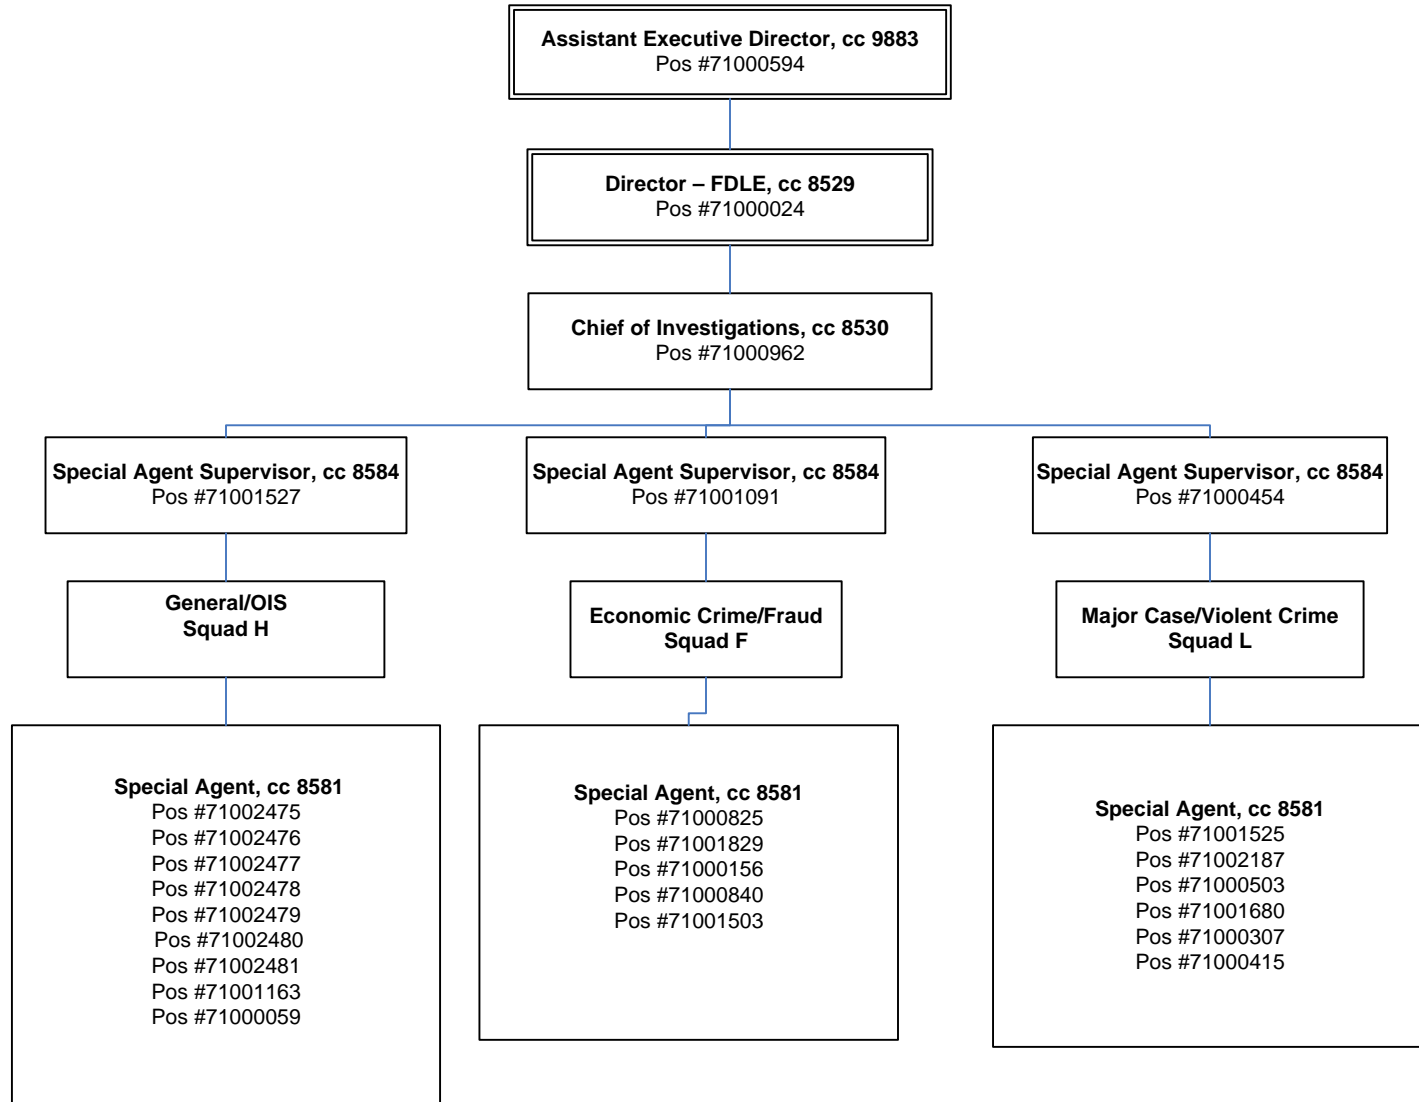 Assistant Executive Director, cc 9883
Pos #71000594
Director – FDLE, cc 8529
Pos #71000024
Chief of Investigations, cc 8530
Pos #71000962
Special Agent Supervisor, cc 8584
Pos #71001527
Special Agent Supervisor, cc 8584
Pos #71001091
Special Agent Supervisor, cc 8584
Pos #71000454
General/OIS
Squad H
Economic Crime/Fraud
Squad F
Major Case/Violent Crime
Squad L
Special Agent, cc 8581
Pos #71002475
Pos #71002476
Pos #71002477
Pos #71002478
Pos #71002479
Pos #71002480
Pos #71002481
Pos #71001163
Pos #71000059
Special Agent, cc 8581
Pos #71000825
Pos #71001829
Pos #71000156
Pos #71000840
Pos #71001503
Special Agent, cc 8581
Pos #71001525
Pos #71002187
Pos #71000503
Pos #71001680
Pos #71000307
Pos #71000415